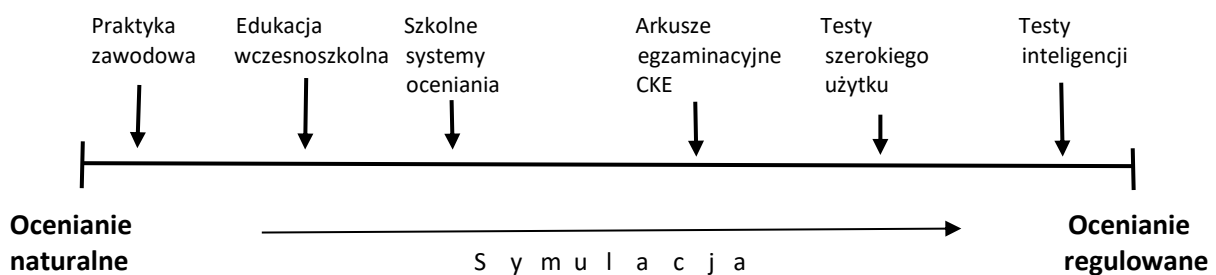 Praktyka
zawodowa
Edukacja
wczesnoszkolna
Szkolne
systemy
oceniania
Arkusze
egzaminacyjne
CKE
Testy
szerokiego
użytku
Testy
inteligencji
Ocenianie
naturalne
S y m u l a c j a
Ocenianie
regulowane